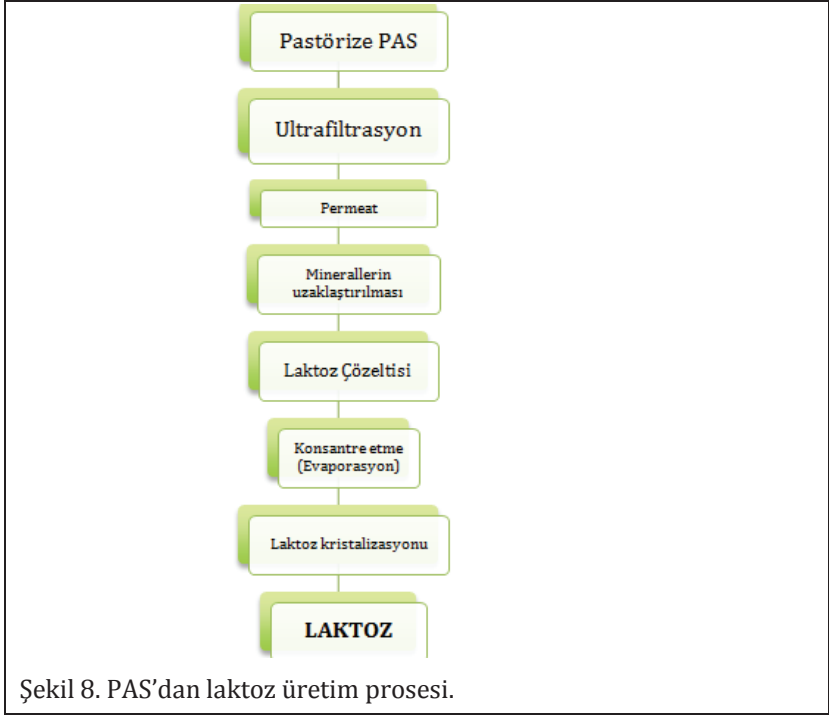 Pastörize PAS
Ultrafiltrasyon
Permeat
Minerallerin
uzaklaştırılması
Laktoz Çözeltisi
Konsantre etme
(Evaporasyon)
Laktoz kristalizasyonu
LAKTOZ
Şekil 8. PAS’dan laktoz üretim prosesi.